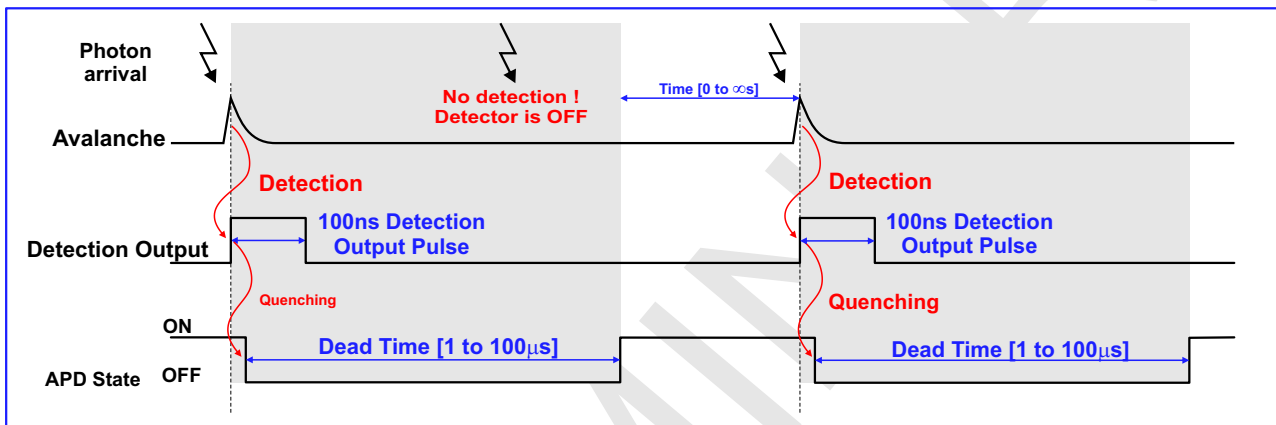 Photon
arrival
No detection !
Detector is OFF
Time [0 to ∞s]
Avalanche
Detection
Detection
Detection Output
100ns Detection
Output Pulse
100ns Detection
Output Pulse
Quenching
Quenching
ON
APD State
OFF
Dead Time [1 to 100μs]
Dead Time [1 to 100μs]